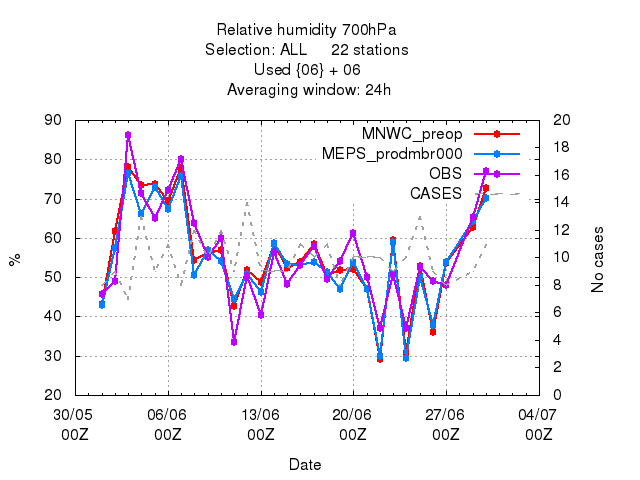 Relative humidity 700hPa
Selection: ALL 22 stations
Used {06} + 06
Averaging window: 24h
90 20
80 18
70 16
60 14
50 12
40 10
30 8
20 6
4
2
0
MNWC_preop
MEPS_prodmbr000
OBS
CASES
%
No cases
30/05 06/06 13/06 20/06 27/06 04/07
00Z 00Z 00Z 00Z 00Z 00Z
Date